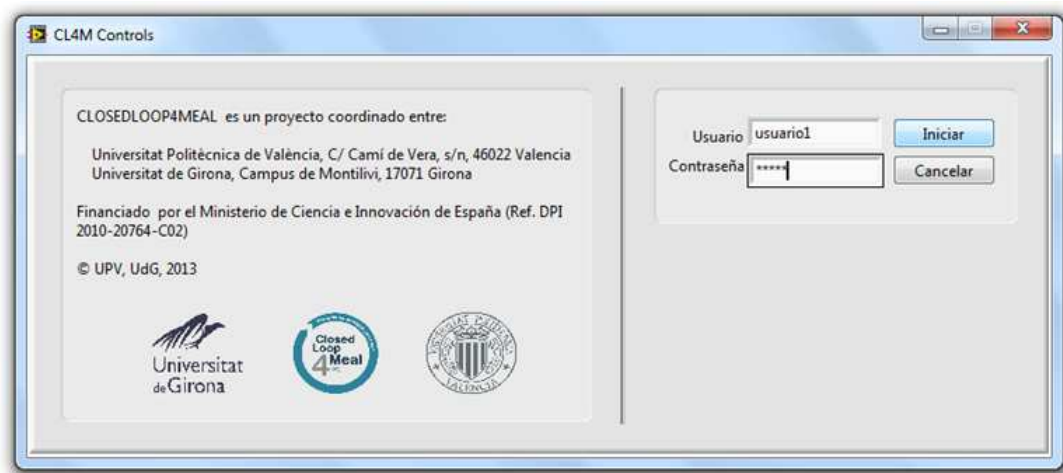 CL4M Controls
CLOSEDLOOP4MEAL es un proyecto coordinado entre:
Universitat Politècnica de València, C/ Camí de Vera, s/n, 46022 Valencia
Universitat de Girona, Campus de Montilivi, 17071 Girona
Financiado por el Ministerio de Ciencia e Innovación de España (Ref. DPI
2010-20764-C02)
© UPV, UdG, 2013
Universitat
de Girona
Closed
Loop
4 Meal
VALENCIA
Usuario usuario1
Iniciar
Contraseña *****
Cancelar